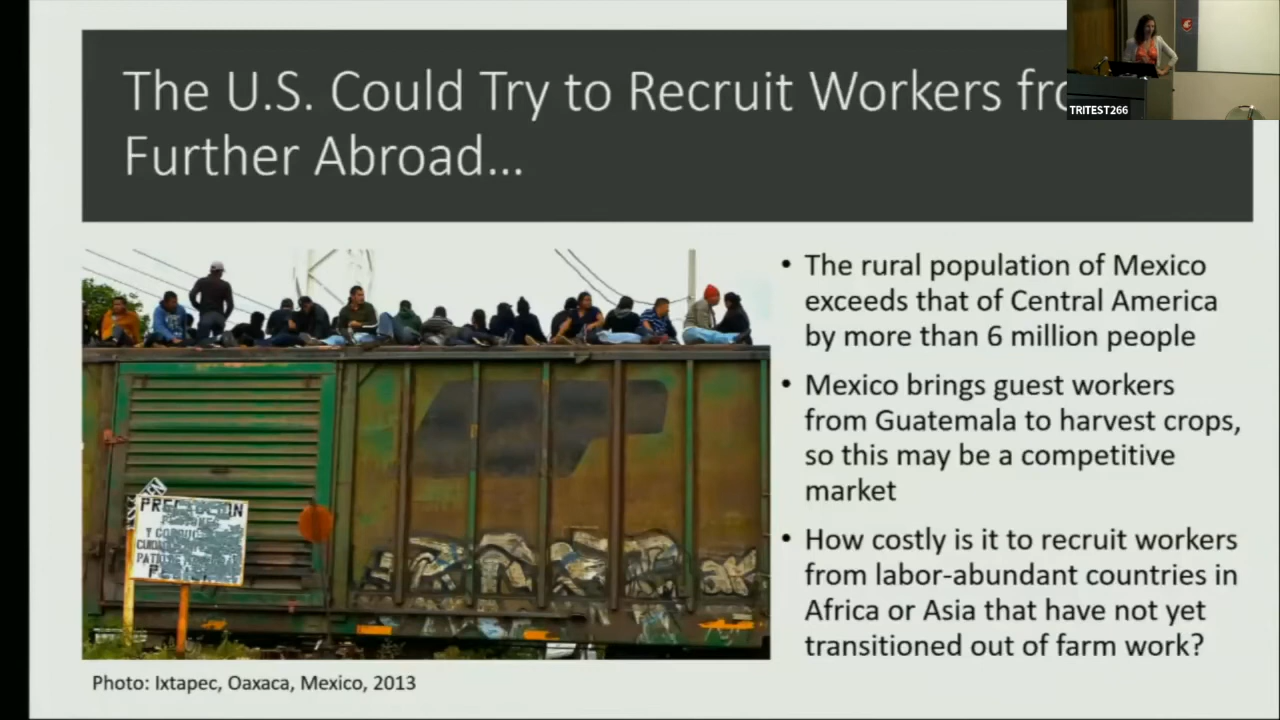 The U.S. Could Try to Recruit Workers
Further Abroad...
TRITEST266
• The rural population of Mexico
exceeds that of Central America
by more than 6 million people
• Mexico brings guest workers
from Guatemala to harvest crops,
so this may be a competitive
market
• How costly is it to recruit workers
from labor-abundant countries in
Africa or Asia that have not yet
transitioned out of farm work?
Photo: Ixtapec, Oaxaca, Mexico, 2013